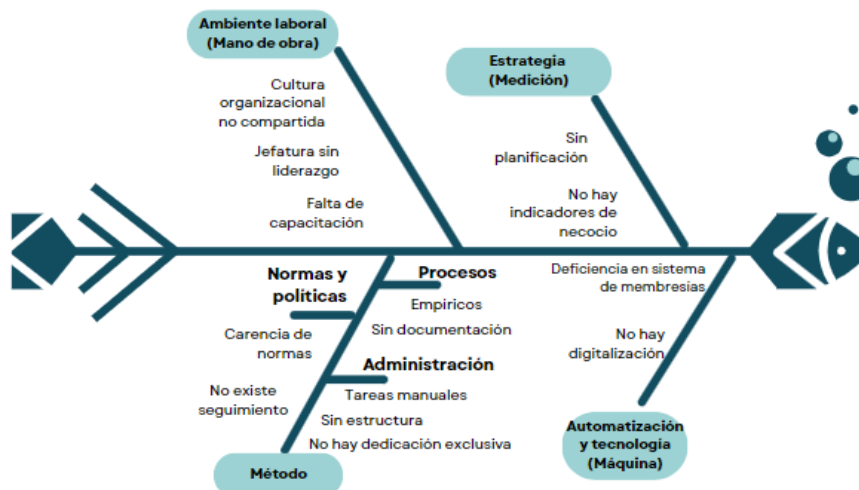 Ambiente laboral
(Mano de obra)
Cultura
organizacional
no compartida
Jefatura sin
liderazgo
Falta de
capacitación
Estrategia
(Medición)
Sin
planificación
No hay
indicadores de
necocio
Normas y
políticas
Carencia de
normas
No existe
seguimiento
Procesos
Empiricos
Sin documentación
Administración
Tareas manuales
Sin estructura
No hay dedicación exclusiva
Método
Deficiencia en sistema
de membresías
No hay
digitalización
Automatización
y tecnología
(Máquina)